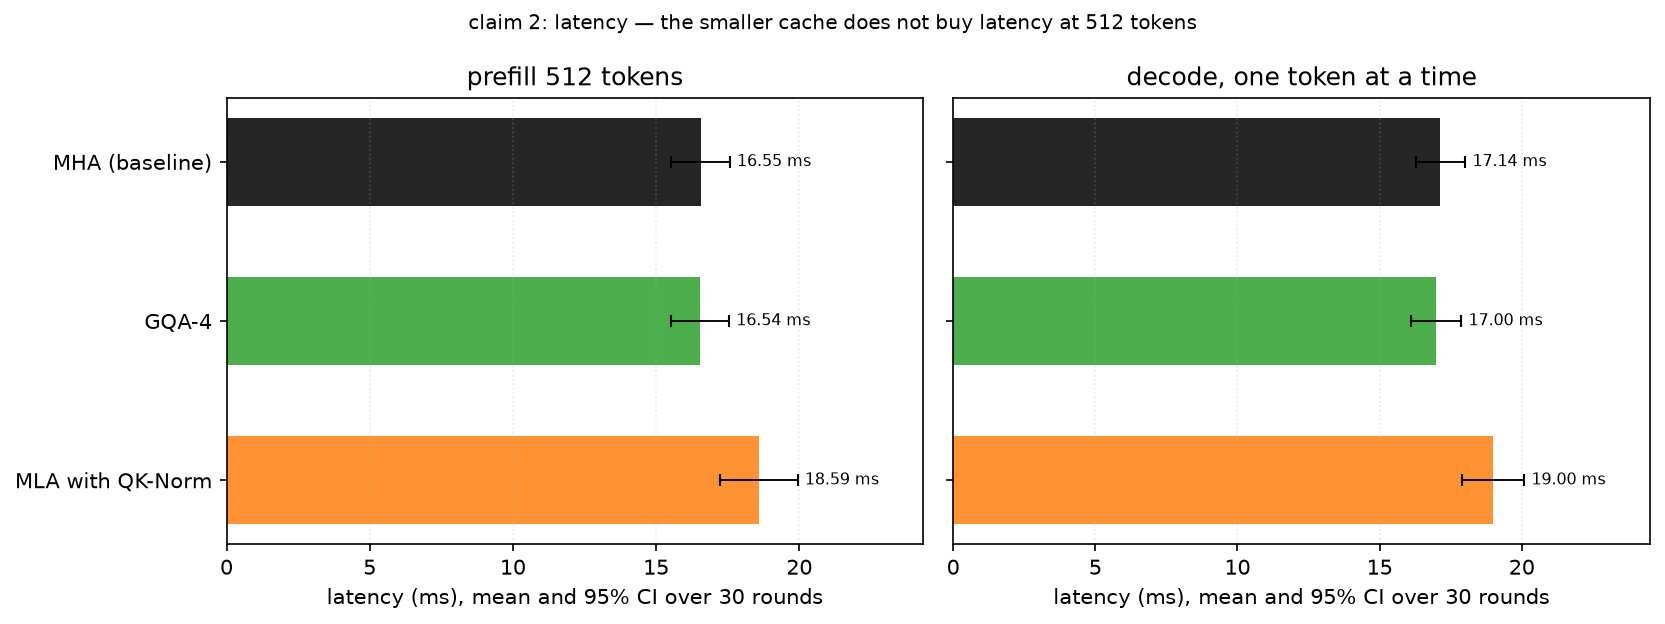 claim 2: latency — the smaller cache does not buy latency at 512 tokens
prefill 512 tokens
MHA (baseline)
16.55 ms
GQA-4
16.54 ms
MLA with QK-Norm
18.59 ms
0 5 10 15 20
latency (ms), mean and 95% CI over 30 rounds
decode, one token at a time
17.14 ms
17.00 ms
19.00 ms
0 5 10 15 20
latency (ms), mean and 95% CI over 30 rounds